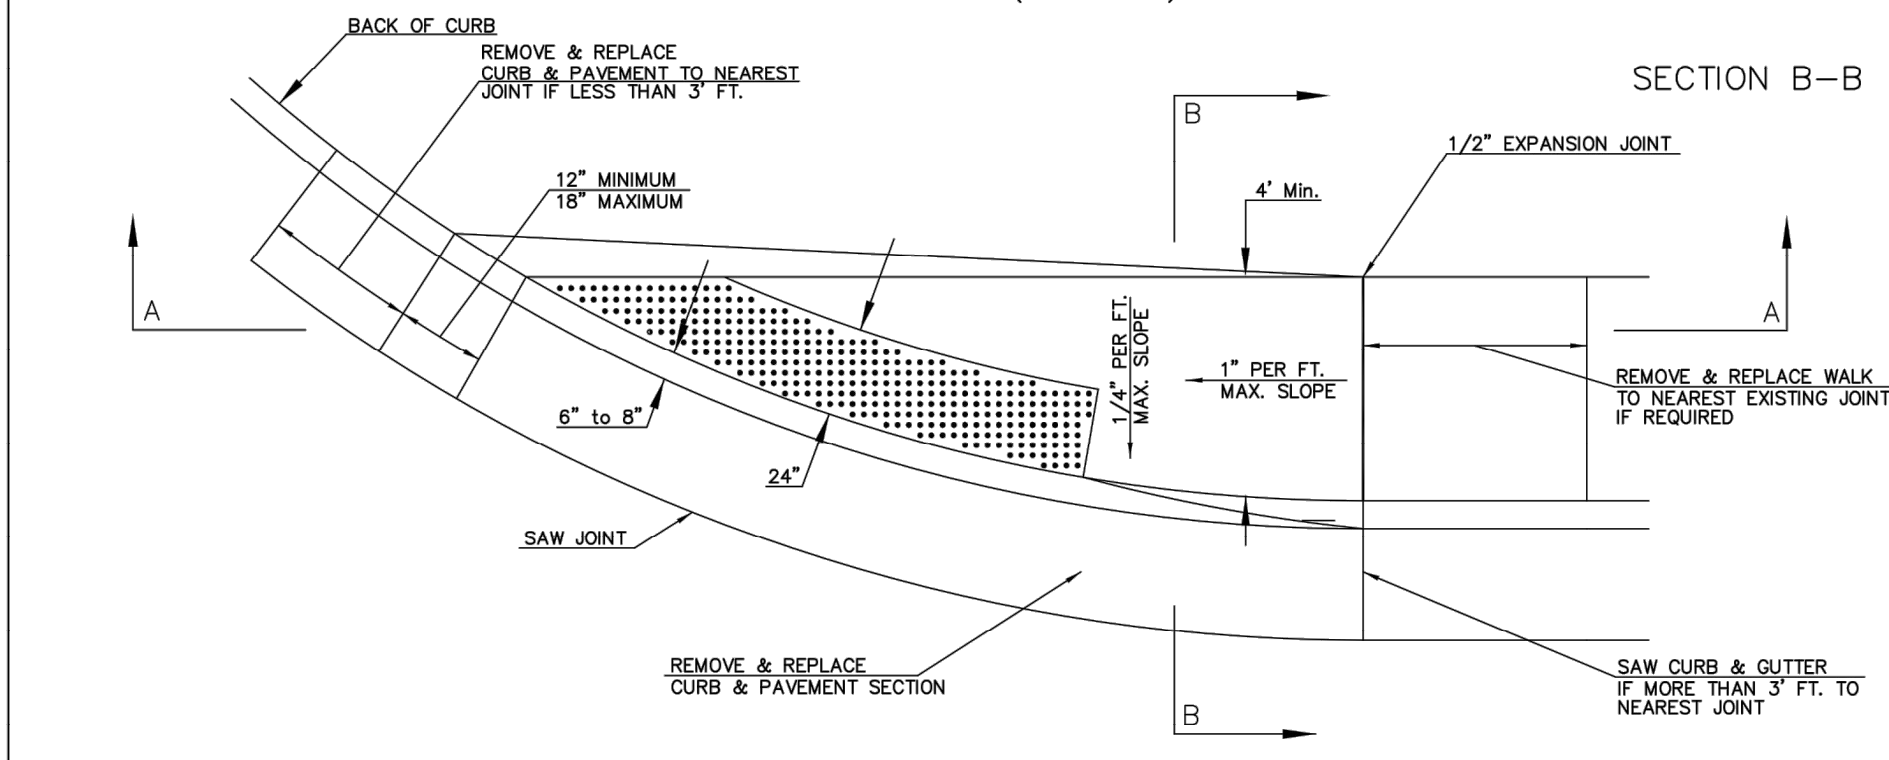 BACK OF CURB
REMOVE & REPLACE
CURB & PAVEMENT TO NEAREST
JOINT IF LESS THAN 3' FT.
SECTION B-B
B
1/2" EXPANSION JOINT
12" MINIMUM
18" MAXIMUM
4' Min.
A
A
1/4" PER FT.
MAX. SLOPE
1" PER FT.
MAX. SLOPE
REMOVE & REPLACE WALK
TO NEAREST EXISTING JOINT
IF REQUIRED
6" to 8"
24"
SAW JOINT
REMOVE & REPLACE
CURB & PAVEMENT SECTION
SAW CURB & GUTTER
IF MORE THAN 3' FT. TO
NEAREST JOINT
B